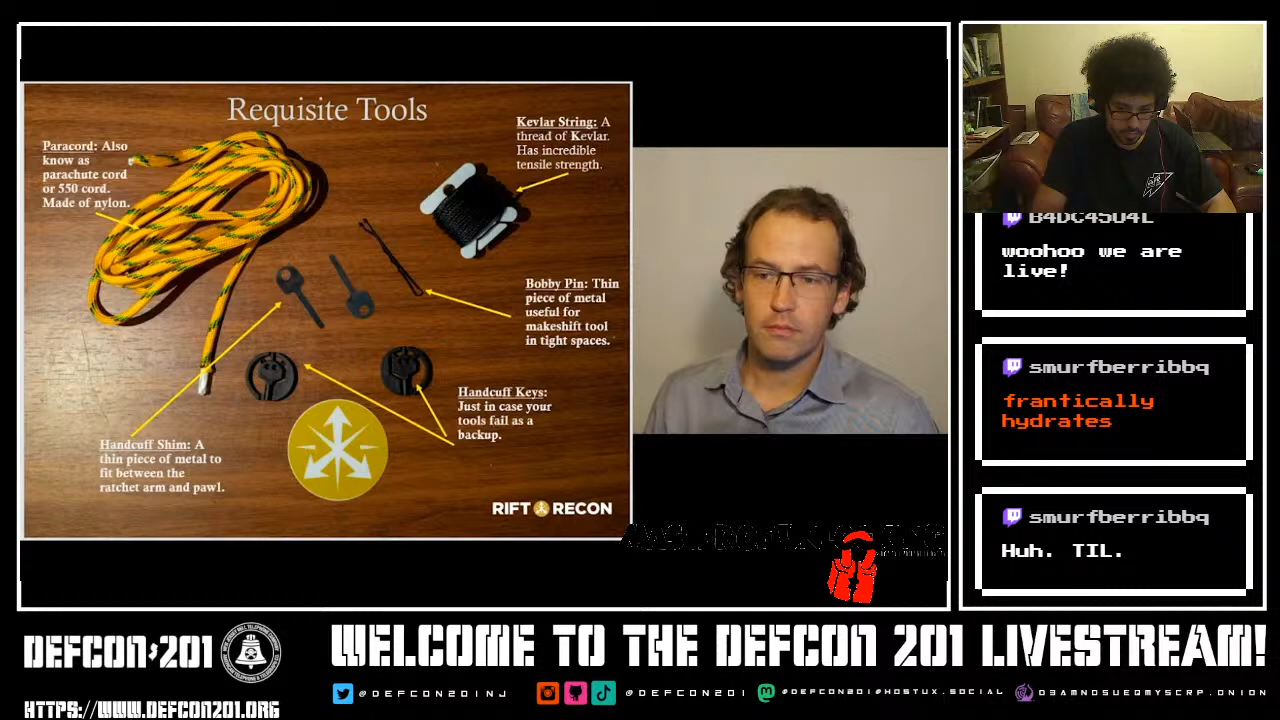 Requisite Tools
Paracord: Also
know as
parachute cord
or 550 cord.
Made of nylon.
Kevlar String: A
thread of Kevlar.
Has incredible
tensile strength.
Bobby Pin: Thin
piece of metal
useful for
makeshift tool
in tight spaces.
Handcuff Keys:
Just in case your
tools fail as a
backup.
Handcuff Shim: A
thin piece of metal to
fit between the
ratchet arm and pawl.
RIFT RECON
B4DC45U4L
woohoo we are
live!
smurfberribbq
frantically
hydrates
smurfberribbq
Huh. TIL.
DEFCON 201
WELCOME TO THE DEFCON 201 LIVESTREAM!
@DEFCON201NJ
@DEFCON201
@DEFCON201@HOSTUX.SOCIAL
D3AMNDSUEQMYSCRP.ONION
HTTPS://WWW.DEFCON201.ORG